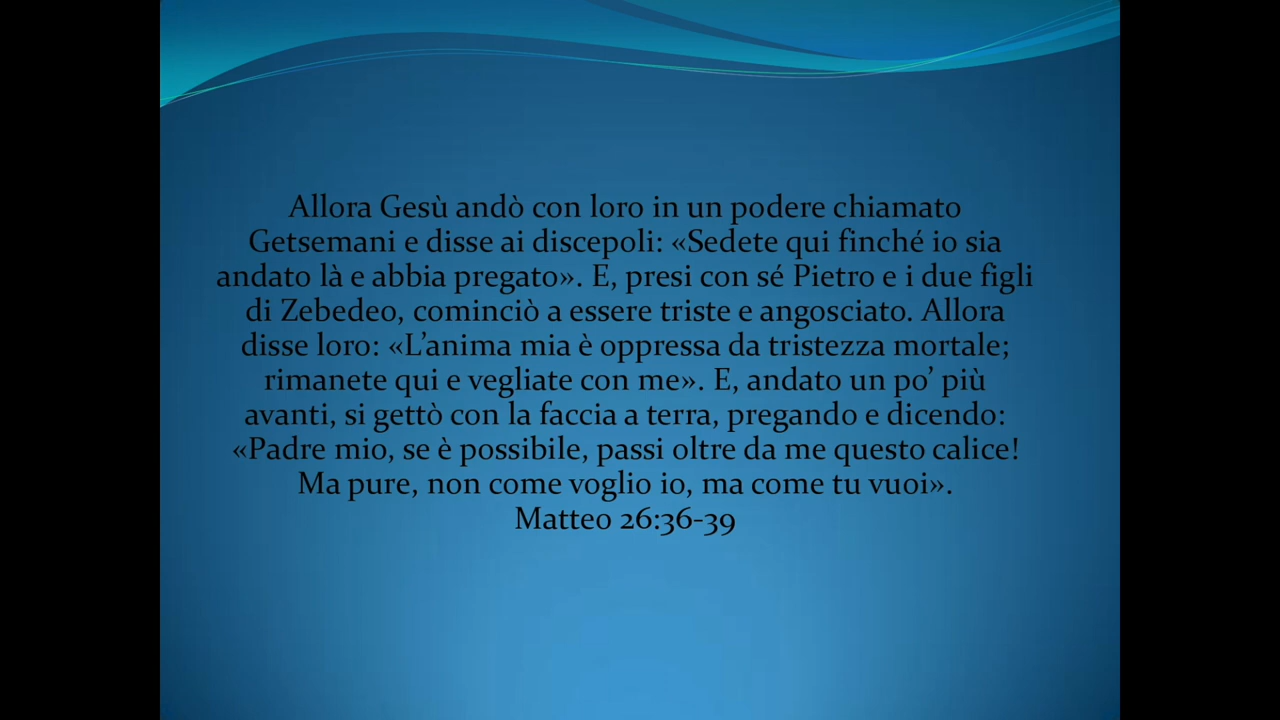 Allora Gesù andò con loro in un podere chiamato
Getsemani e disse ai discepoli: «Sedete qui finché io sia
andato là e abbia pregato». E, presi con sé Pietro e i due figli
di Zebedeo, cominciò a essere triste e angosciato. Allora
disse loro: «L’anima mia è oppressa da tristezza mortale;
rimanete qui e vegliate con me». E, andato un po’ più
avanti, si gettò con la faccia a terra, pregando e dicendo:
«Padre mio, se è possibile, passi oltre da me questo calice!
Ma pure, non come voglio io, ma come tu vuoi».
Matteo 26:36-39